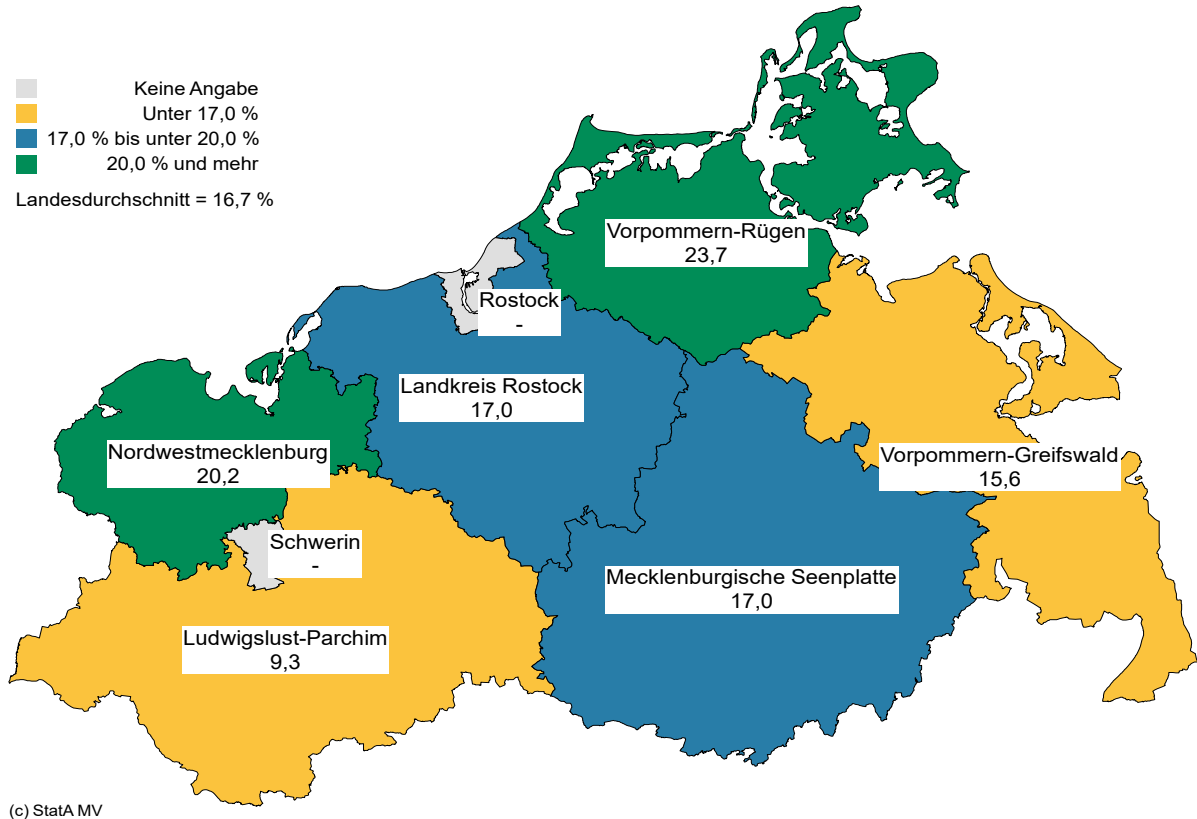 Keine Angabe
Unter 17,0 %
17,0 % bis unter 20,0 %
20,0 % und mehr
Landesdurchschnitt = 16,7 %
Vorpommern-Rügen
23,7
Rostock
-
Landkreis Rostock
17,0
Nordwestmecklenburg
20,2
Vorpommern-Greifswald
15,6
Schwerin
-
Mecklenburgische Seenplatte
17,0
Ludwigslust-Parchim
9,3
(c) StatA MV